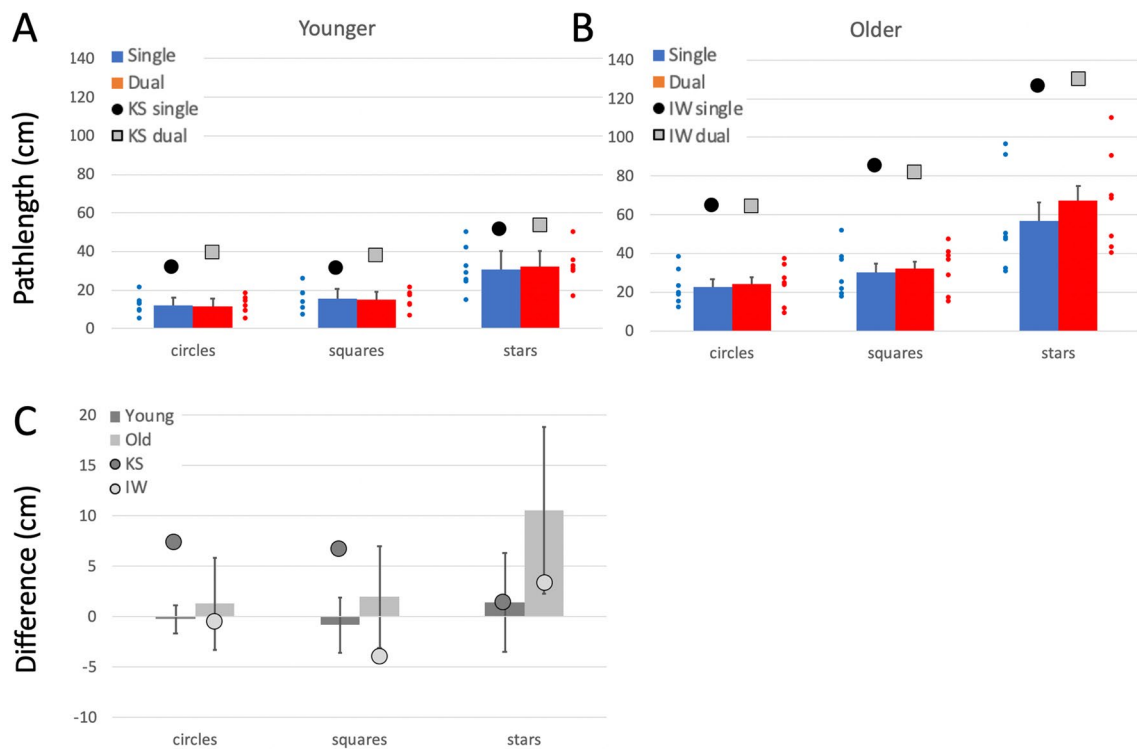 A
Younger
140
120
100
80
60
40
20
0
Single
Dual
KS single
KS dual
Pathlength (cm)
circles
squares
stars
B
Older
140
120
100
80
60
40
20
0
Single
Dual
IW single
IW dual
circles
squares
stars
C
20
15
10
5
0
-5
-10
Young
Old
KS
IW
Difference (cm)
circles
squares
stars